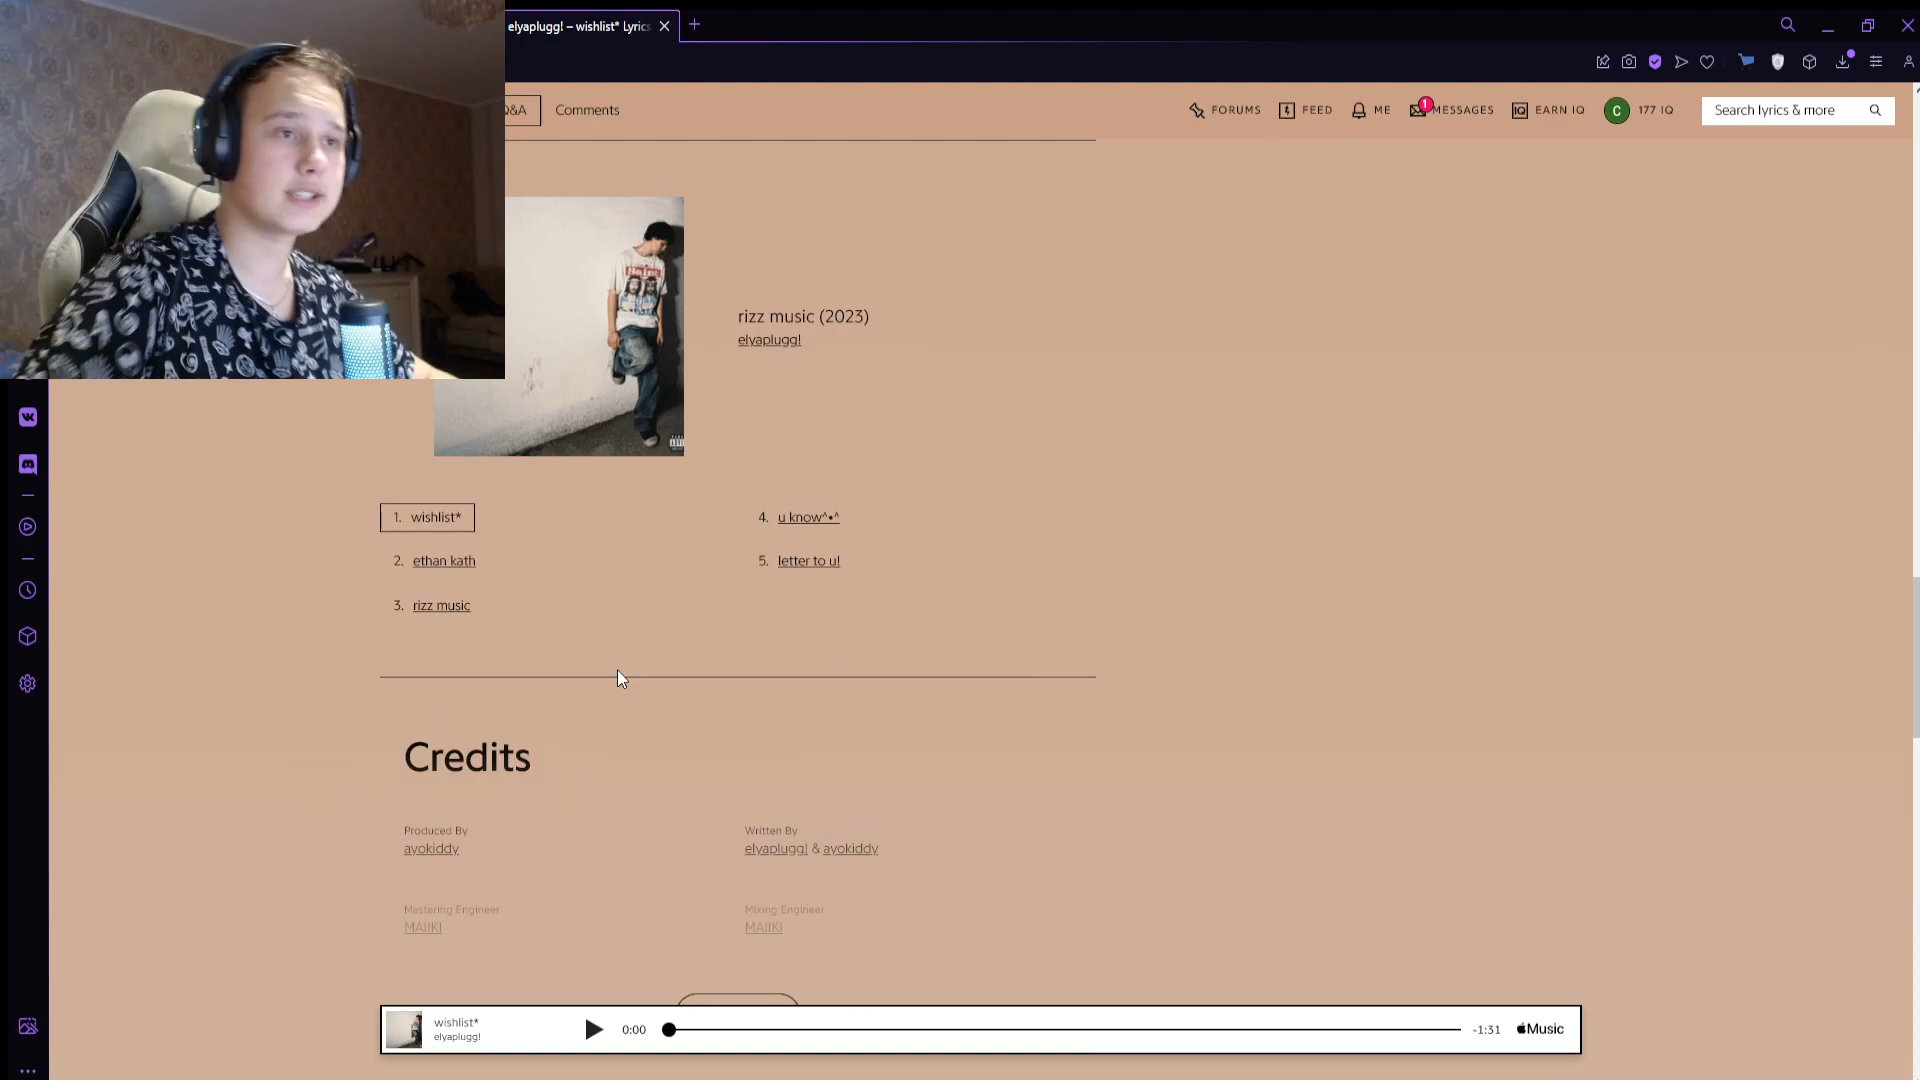 elyaplugg! – wishlist* Lyrics
Q&A
Comments
FORUMS
FEED
ME
1
MESSAGES
IQ
EARN IQ
C
177 IQ
Search lyrics & more
rizz music (2023)
elyaplugg!
1. wishlist*
2. ethan kath
3. rizz music
4. u know^•^
5. letter to u!
Credits
Produced By
ayokiddy
Written By
elyaplugg! & ayokiddy
Mastering Engineer
MAIIKI
Mixing Engineer
MAIIKI
wishlist*
elyaplugg!
0:00
-1:31
Music